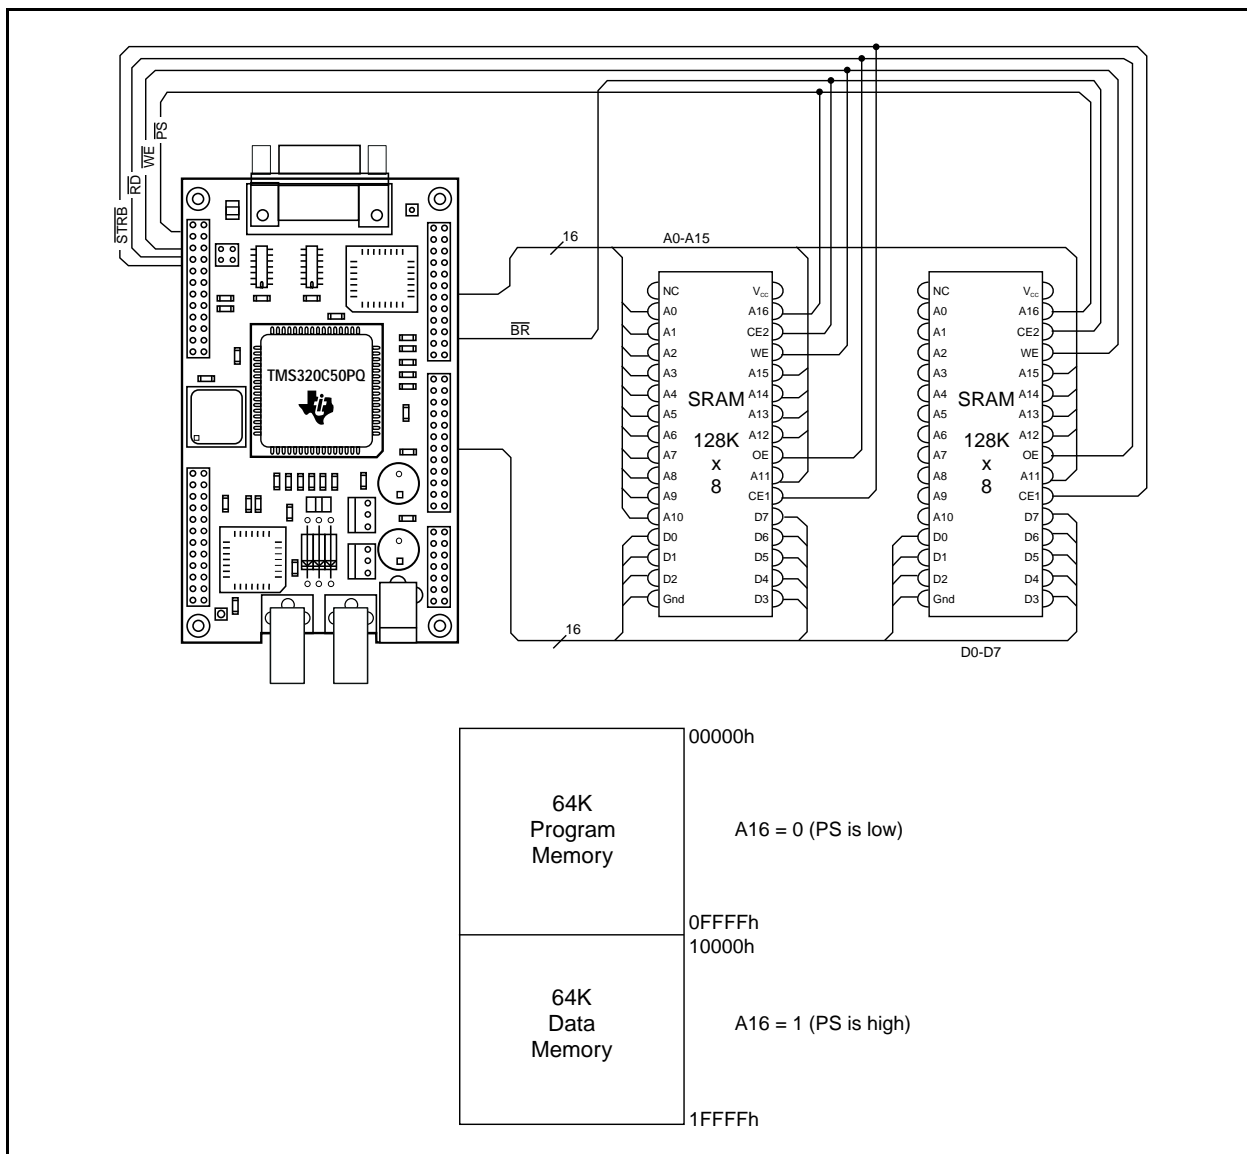 STRB
RD
WE
PS
16
A0-A15
BR
TMS320C50PQ
NC
A0
A1
A2
A3
A4
A5
A6
A7
A8
A9
A10
D0
D1
D2
Gnd
SRAM
128K
x
8
Vcc
A16
CE2
WE
A15
A14
A13
A12
OE
A11
CE1
D7
D6
D5
D4
D3
NC
A0
A1
A2
A3
A4
A5
A6
A7
A8
A9
A10
D0
D1
D2
Gnd
SRAM
128K
x
8
Vcc
A16
CE2
WE
A15
A14
A13
A12
OE
A11
CE1
D7
D6
D5
D4
D3
16
D0-D7
00000h
64K
Program
Memory
A16 = 0 (PS is low)
0FFFFh
10000h
64K
Data
Memory
A16 = 1 (PS is high)
1FFFFh